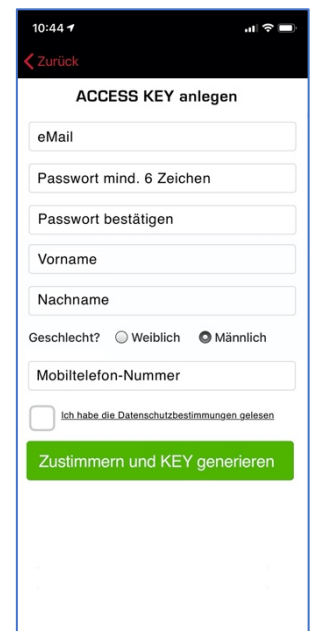 10:44
Zurück
ACCESS KEY anlegen
eMail
Passwort mind. 6 Zeichen
Passwort bestätigen
Vorname
Nachname
Geschlecht? Weiblich Männlich
Mobiltelefon-Nummer
Ich habe die Datenschutzbestimmungen gelesen
Zustimmern und KEY generieren